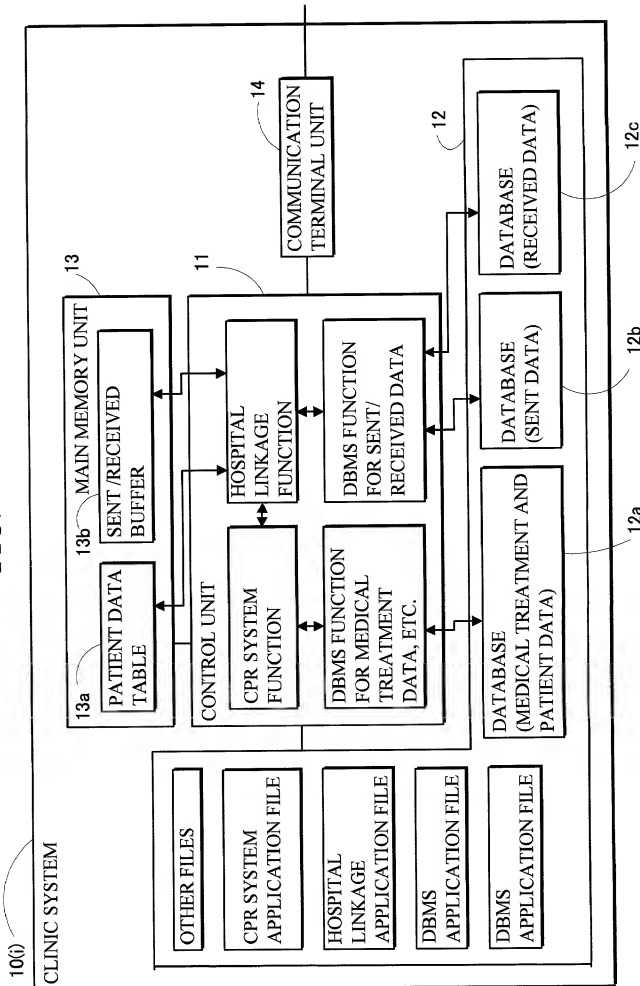 10(i)
CLINIC SYSTEM
13
MAIN MEMORY UNIT
13a
PATIENT DATA
TABLE
13b
SENT /RECEIVED
BUFFER
11
CONTROL UNIT
CPR SYSTEM
FUNCTION
HOSPITAL
LINKAGE
FUNCTION
DBMS FUNCTION
FOR MEDICAL
TREATMENT
DATA, ETC.
DBMS FUNCTION
FOR SENT/
RECEIVED DATA
14
COMMUNICATION
TERMINAL UNIT
OTHER FILES
CPR SYSTEM
APPLICATION FILE
HOSPITAL
LINKAGE
APPLICATION FILE
DBMS
APPLICATION FILE
DBMS
APPLICATION FILE
12
DATABASE
(MEDICAL TREATMENT AND
PATIENT DATA)
12a
DATABASE
(SENT DATA)
12b
DATABASE
(RECEIVED DATA)
12c